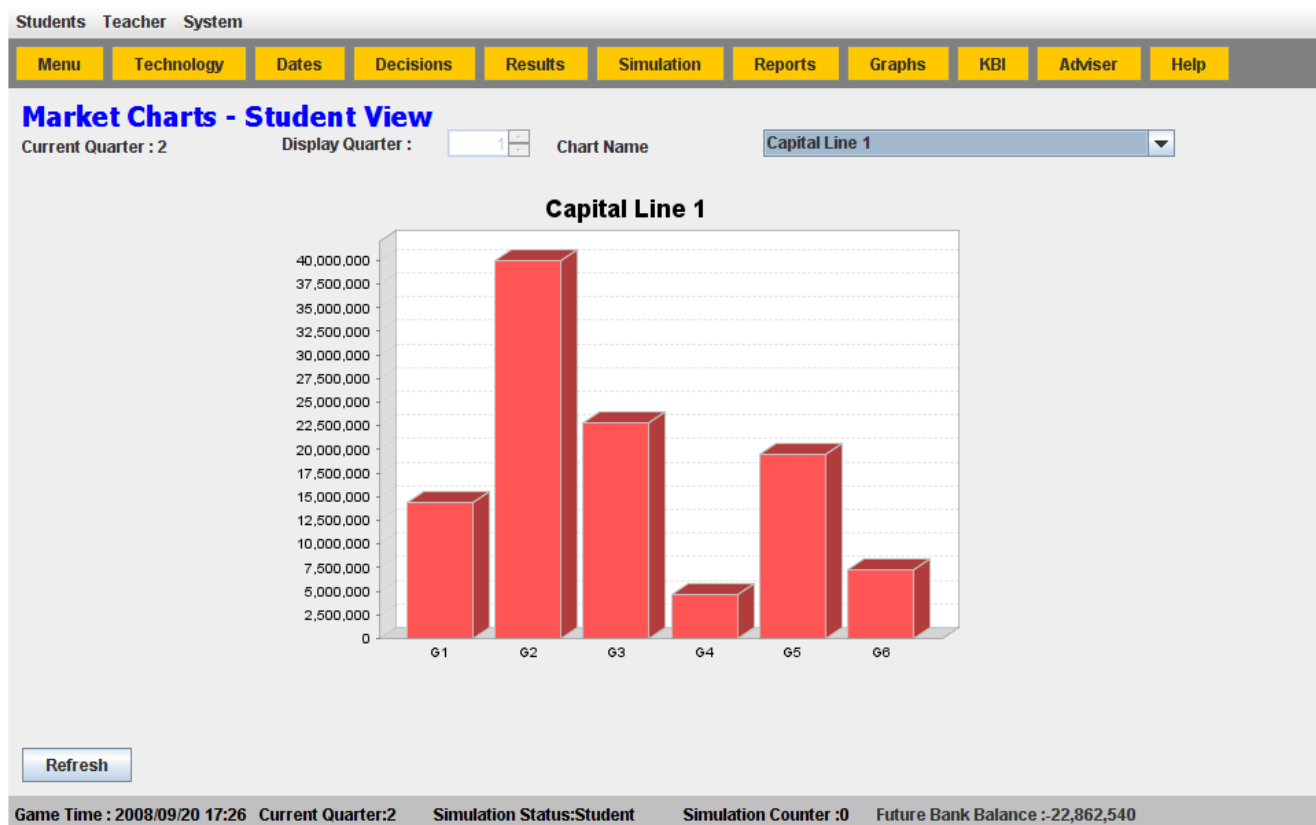 Students Teacher System
Menu Technology Dates Decisions Results Simulation Reports Graphs KBI Adviser Help
Market Charts - Student View
Current Quarter : 2 Display Quarter : 1 Chart Name Capital Line 1
Capital Line 1
40,000,000
37,500,000
35,000,000
32,500,000
30,000,000
27,500,000
25,000,000
22,500,000
20,000,000
17,500,000
15,000,000
12,500,000
10,000,000
7,500,000
5,000,000
2,500,000
0
G1 G2 G3 G4 G5 G6
Refresh
Game Time : 2008/09/20 17:26 Current Quarter:2 Simulation Status:Student Simulation Counter :0 Future Bank Balance :-22,862,540